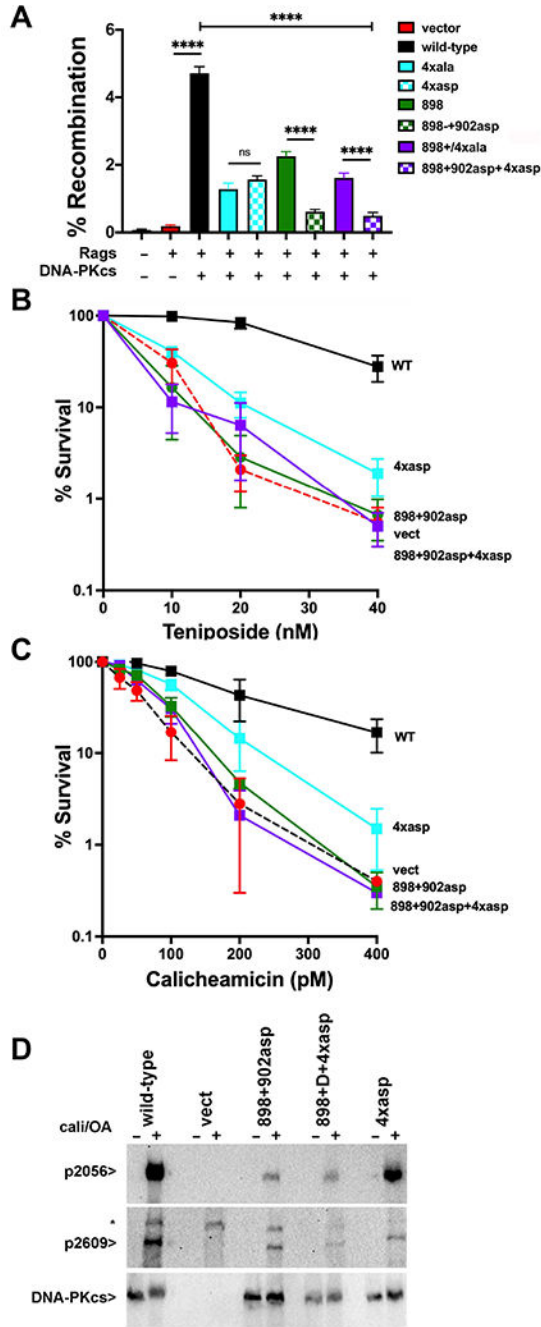 A
****
****
ns
****
****
% Recombination
6
4
2
0
Rags - + + + + + + + +
DNA-PKcs - - + + + + + + +
vector
wild-type
4xala
4xasp
898
898-+902asp
898+/4xala
898+902asp+4xasp
B
% Survival
100
10
1
0.1
0 10 20 30 40
Teniposide (nM)
WT
4xasp
898+902asp
vect
898+902asp+4xasp
C
% Survival
100
10
1
0.1
0 100 200 300 400
Calicheamicin (pM)
WT
4xasp
vect
898+902asp
898+902asp+4xasp
D
wild-type
vect
898+902asp
898+D+4xasp
4xasp
cali/OA - + - + - + - + - +
p2056>
*
p2609>
DNA-PKcs>